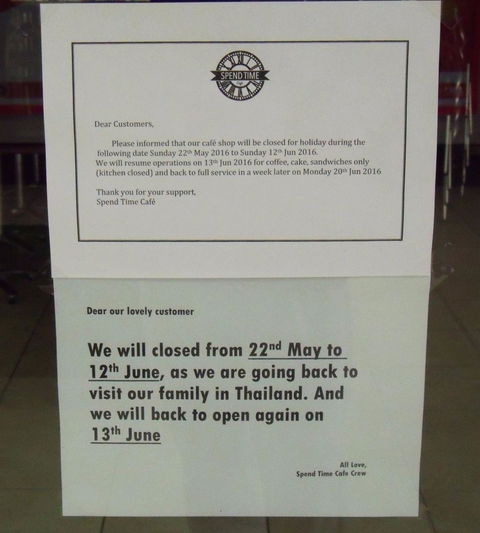 SPEND TIME
Dear Customers,
Please informed that our café shop will be closed for holiday during the
following date Sunday 22nd May 2016 to Sunday 12th Jun 2016.
We will resume operations on 13th Jun 2016 for coffee, cake, sandwiches only
(kitchen closed) and back to full service in a week later on Monday 20th Jun 2016
Thank you for your support,
Spend Time Café
Dear our lovely customer
We will closed from 22nd May to
12th June, as we are going back to
visit our family in Thailand. And
we will back to open again on
13th June
All Love,
Spend Time Cafe Crew